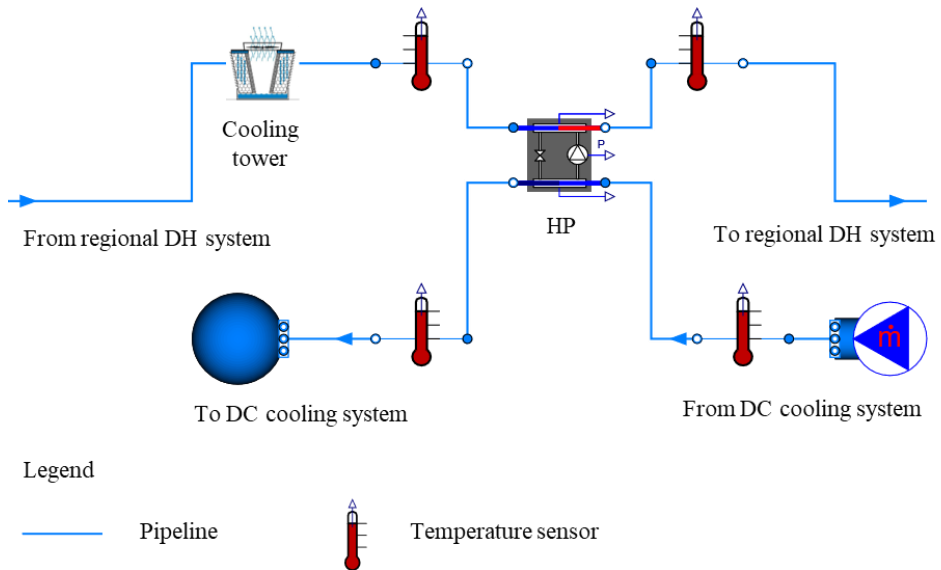 Cooling
tower
P
HP
From regional DH system
To regional DH system
ṁ
To DC cooling system
From DC cooling system
Legend
Pipeline
Temperature sensor